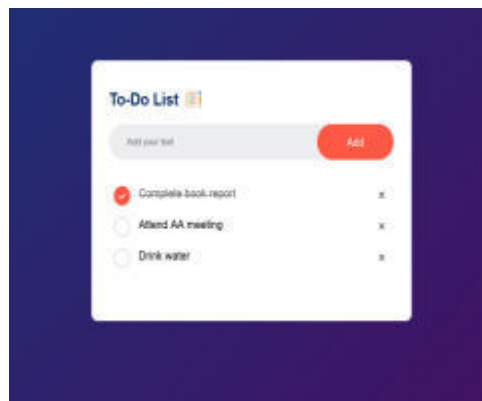 To-Do List
Add your text
Add
Complete book report
x
Attend AA meeting
x
Drink water
x